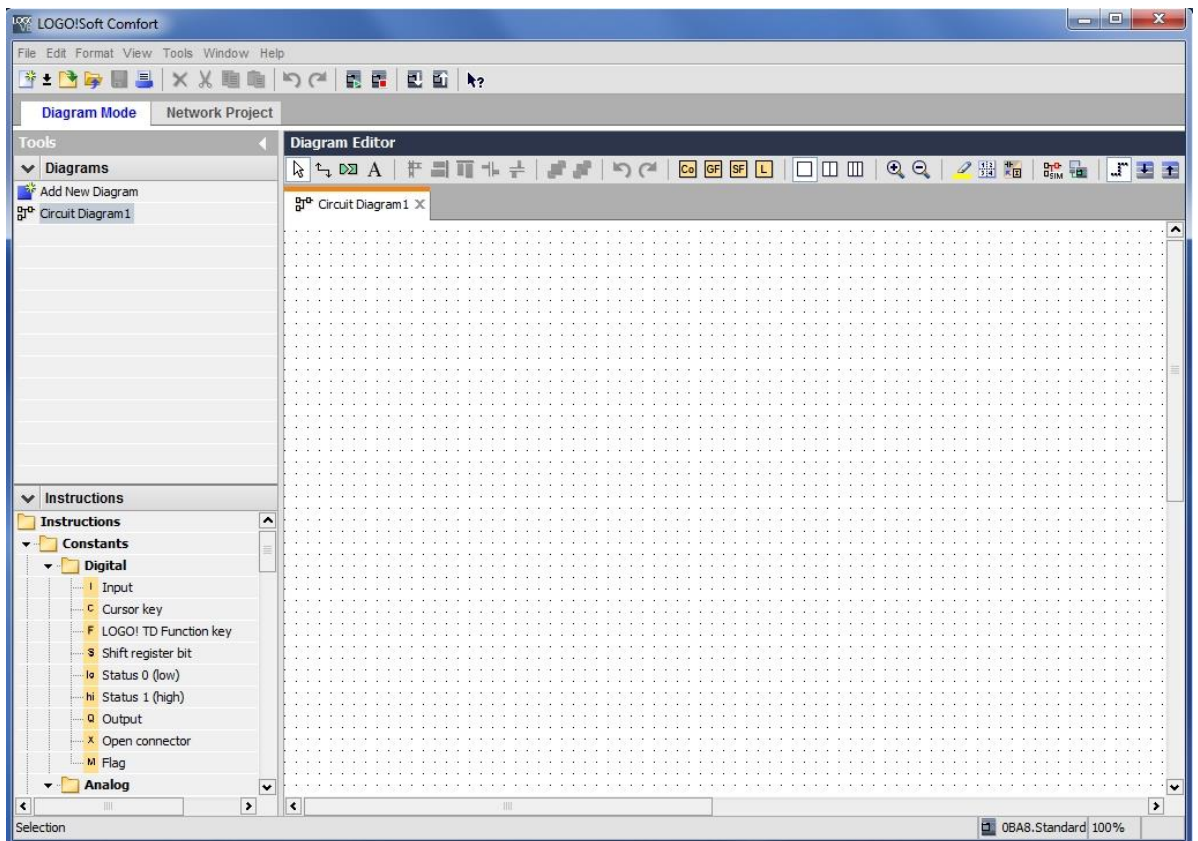 LOGO!Soft Comfort
File Edit Format View Tools Window Help
Diagram Mode Network Project
Tools
Diagrams
Add New Diagram
Circuit Diagram1
Instructions
Instructions
Constants
Digital
I Input
C Cursor key
F LOGO! TD Function key
S Shift register bit
lo Status 0 (low)
hi Status 1 (high)
Q Output
X Open connector
M Flag
Analog
Diagram Editor
A Co GF SF L SIM
Circuit Diagram1
Selection
0BA8.Standard 100%